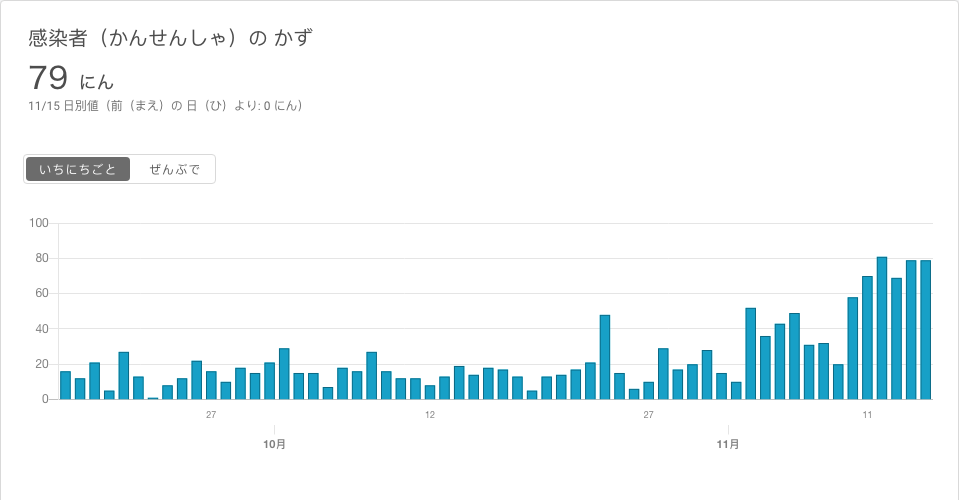 感染者（かんせんしゃ）の かず
79 にん
11/15 日別値（前（まえ）の 日（ひ）より: 0 にん）
いちにちごと ぜんぶで
100
80
60
40
20
0
27 12 27 11
10月 11月